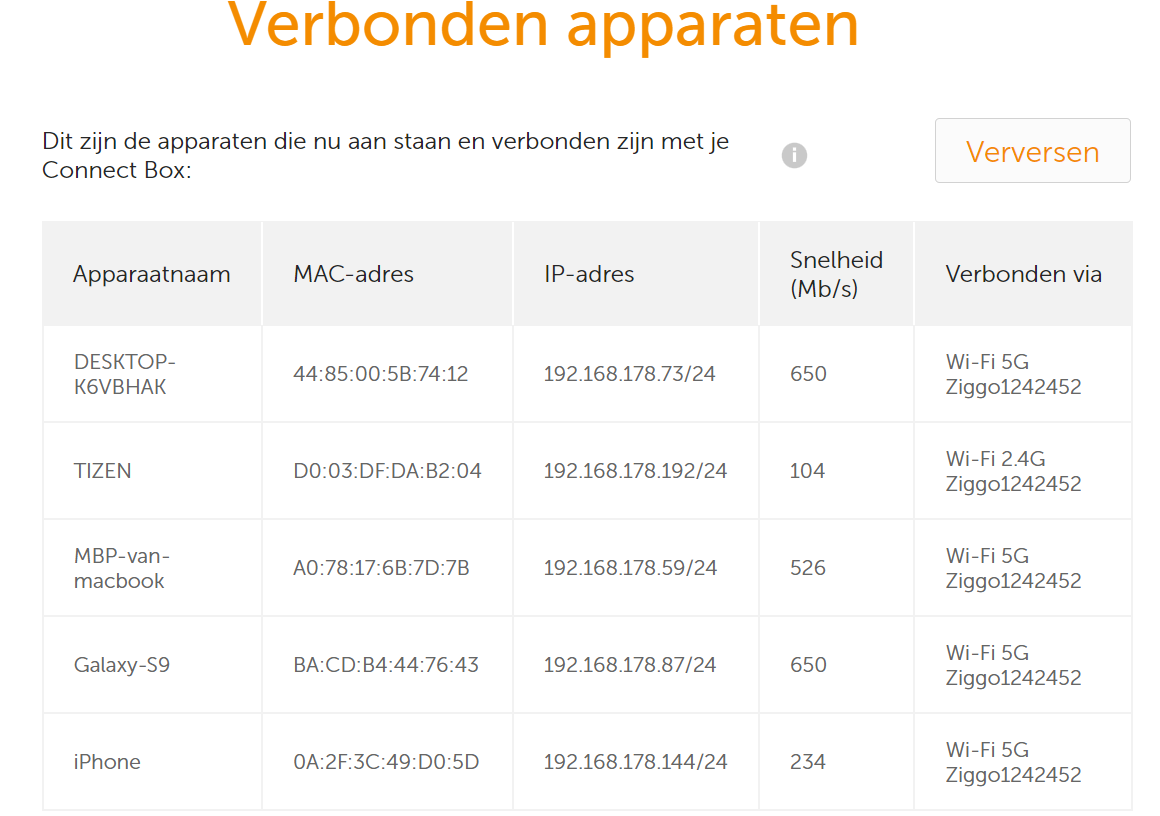 Verbonden apparaten
Dit zijn de apparaten die nu aan staan en verbonden zijn met je
Connect Box:
Verversen
Apparaatnaam MAC-adres IP-adres Snelheid (Mb/s) Verbonden via
DESKTOP-K6VBHAK 44:85:00:5B:74:12 192.168.178.73/24 650 Wi-Fi 5G Ziggo1242452
TIZEN D0:03:DF:DA:B2:04 192.168.178.192/24 104 Wi-Fi 2.4G Ziggo1242452
MBP-van-macbook A0:78:17:6B:7D:7B 192.168.178.59/24 526 Wi-Fi 5G Ziggo1242452
Galaxy-S9 BA:CD:B4:44:76:43 192.168.178.87/24 650 Wi-Fi 5G Ziggo1242452
iPhone 0A:2F:3C:49:D0:5D 192.168.178.144/24 234 Wi-Fi 5G Ziggo1242452